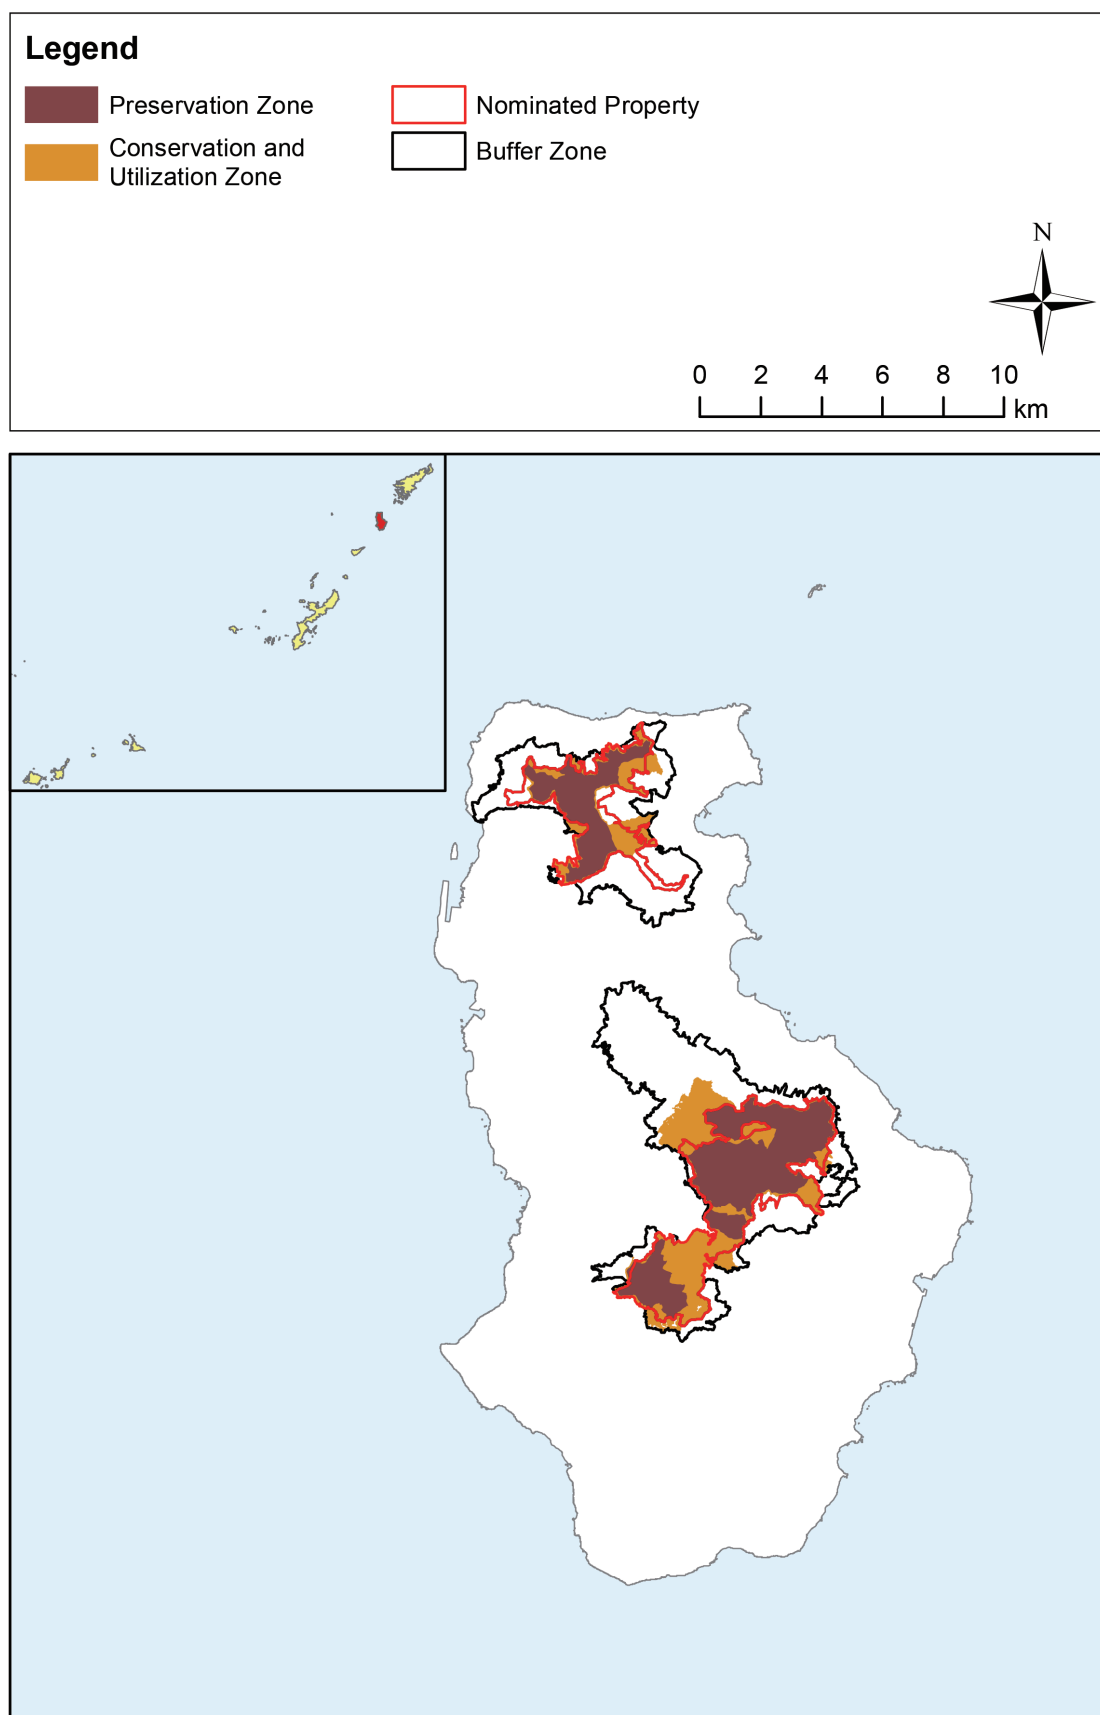 Legend
Preservation Zone
Conservation and
Utilization Zone
Nominated Property
Buffer Zone
N
0 2 4 6 8 10
km